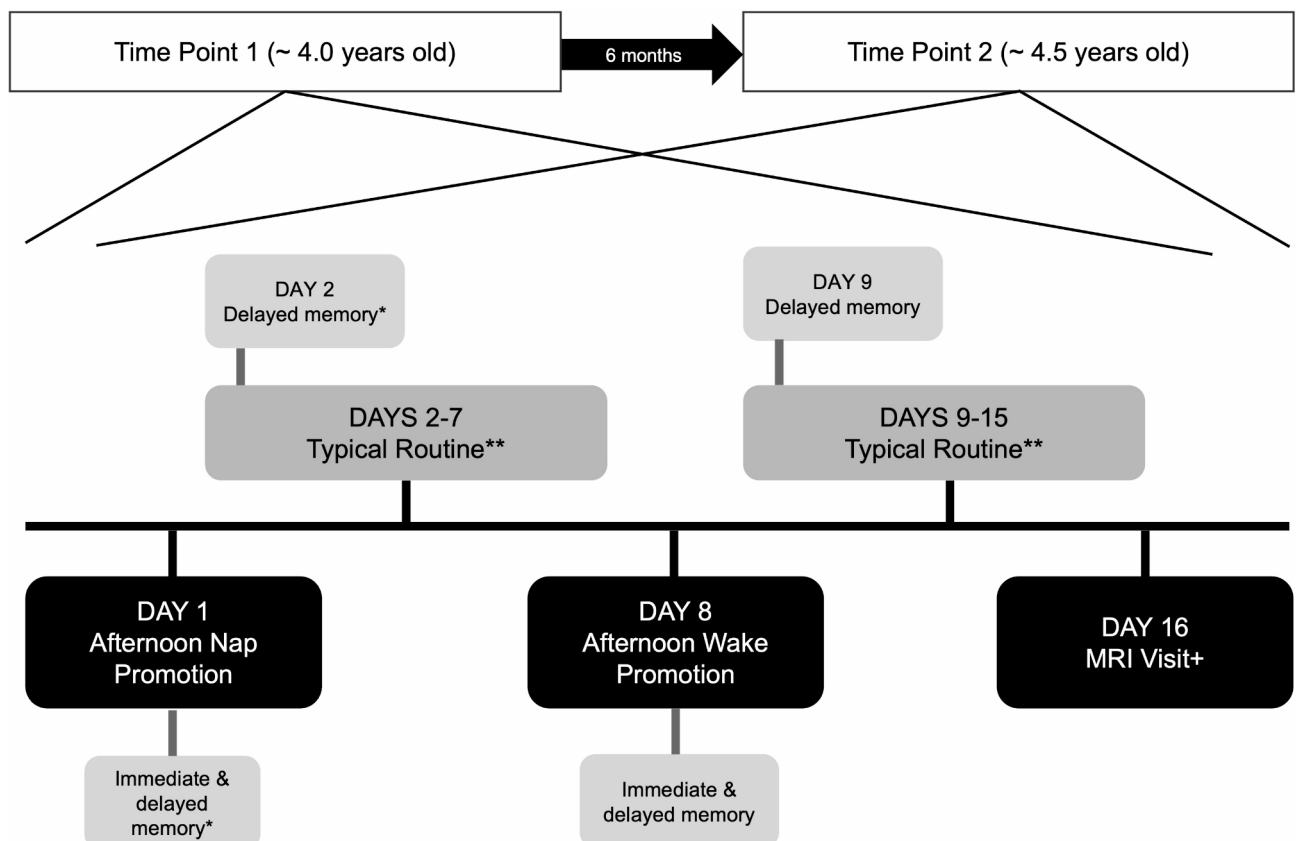 Time Point 1 (~ 4.0 years old)
6 months
Time Point 2 (~ 4.5 years old)
DAY 2
Delayed memory*
DAY 9
Delayed memory
DAYS 2-7
Typical Routine**
DAYS 9-15
Typical Routine**
DAY 1
Afternoon Nap
Promotion
DAY 8
Afternoon Wake
Promotion
DAY 16
MRI Visit+
Immediate &
delayed
memory*
Immediate &
delayed memory